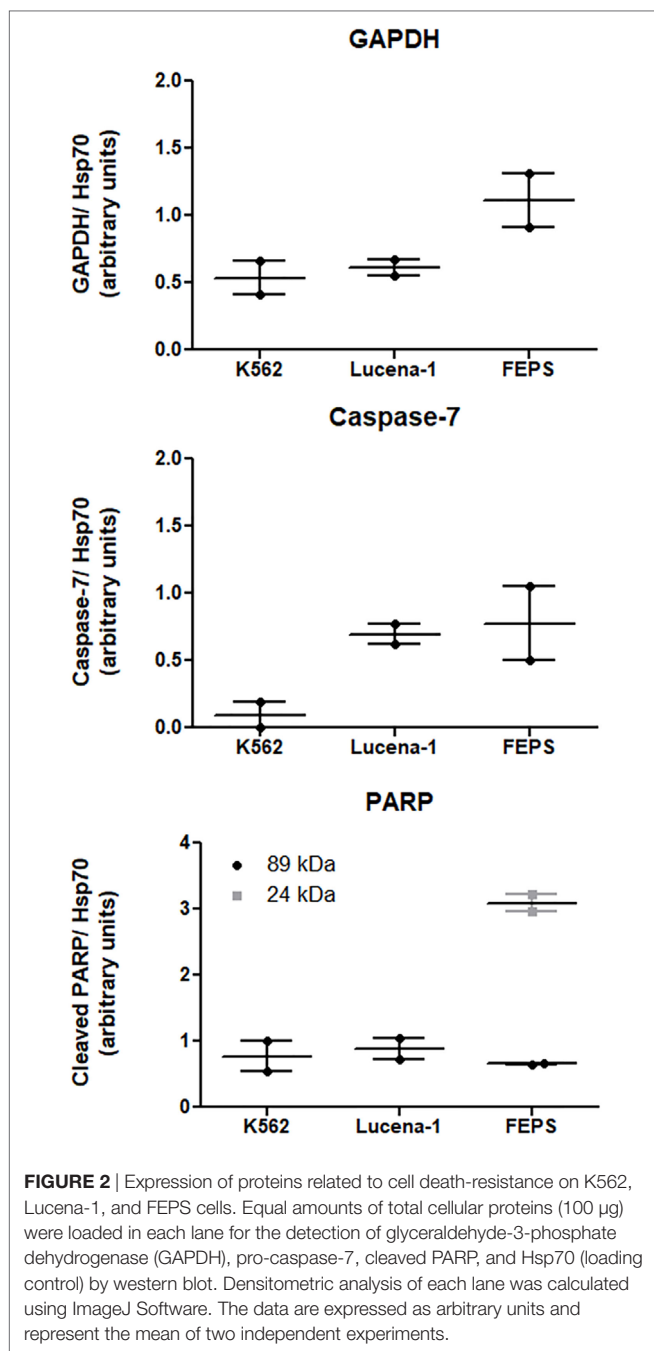 GAPDH
GAPDH/ Hsp70
(arbitrary units)
2.0
1.5
1.0
0.5
0.0
K562 Lucena-1 FEPS
Caspase-7
Caspase-7/ Hsp70
(arbitrary units)
2.0
1.5
1.0
0.5
0.0
K562 Lucena-1 FEPS
PARP
Cleaved PARP/ Hsp70
(arbitrary units)
4
3
2
1
0
89 kDa
24 kDa
K562 Lucena-1 FEPS
FIGURE 2 | Expression of proteins related to cell death-resistance on K562,
Lucena-1, and FEPS cells. Equal amounts of total cellular proteins (100 μg)
were loaded in each lane for the detection of glyceraldehyde-3-phosphate
dehydrogenase (GAPDH), pro-caspase-7, cleaved PARP, and Hsp70 (loading
control) by western blot. Densitometric analysis of each lane was calculated
using ImageJ Software. The data are expressed as arbitrary units and
represent the mean of two independent experiments.